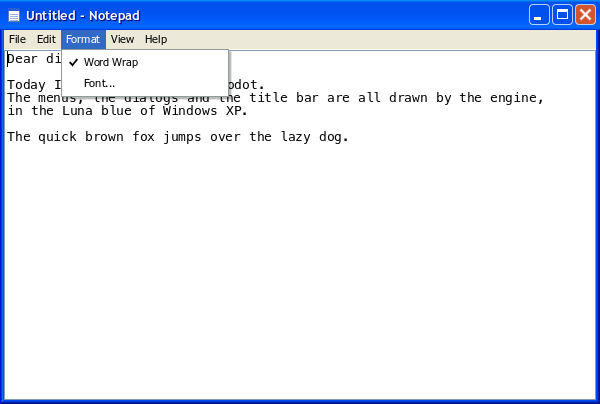 Untitled - Notepad
File Edit Format View Help
Word Wrap
Font...
Dear
Today
The menus, the dialogs and the title bar are all drawn by the engine,
in the Luna blue of Windows XP.
The quick brown fox jumps over the lazy dog.